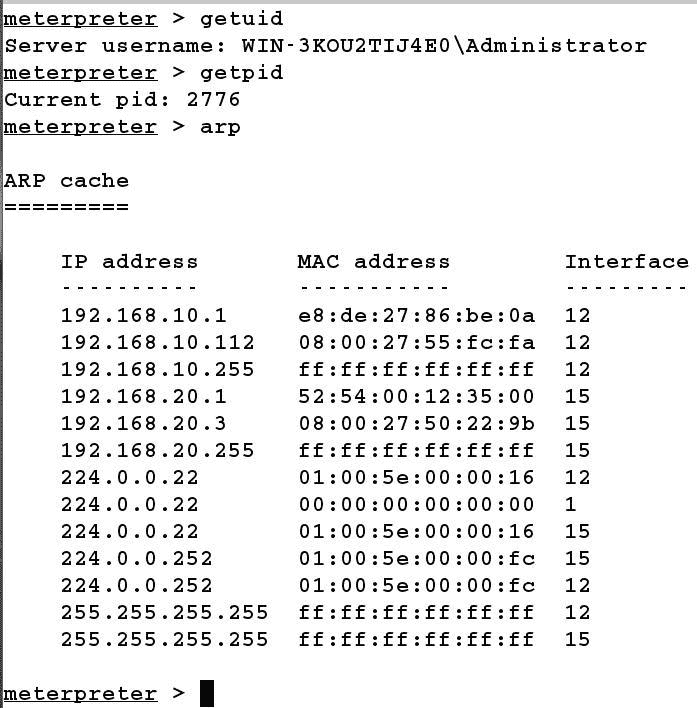 meterpreter > getuid
Server username: WIN-3KOU2TIJ4E0\Administrator
meterpreter > getpid
Current pid: 2776
meterpreter > arp
ARP cache
=========
IP address MAC address Interface
---------- ----------- ---------
192.168.10.1 e8:de:27:86:be:0a 12
192.168.10.112 08:00:27:55:fc:fa 12
192.168.10.255 ff:ff:ff:ff:ff:ff 12
192.168.20.1 52:54:00:12:35:00 15
192.168.20.3 08:00:27:50:22:9b 15
192.168.20.255 ff:ff:ff:ff:ff:ff 15
224.0.0.22 01:00:5e:00:00:16 12
224.0.0.22 00:00:00:00:00:00 1
224.0.0.22 01:00:5e:00:00:16 15
224.0.0.252 01:00:5e:00:00:fc 15
224.0.0.252 01:00:5e:00:00:fc 12
255.255.255.255 ff:ff:ff:ff:ff:ff 12
255.255.255.255 ff:ff:ff:ff:ff:ff 15
meterpreter >